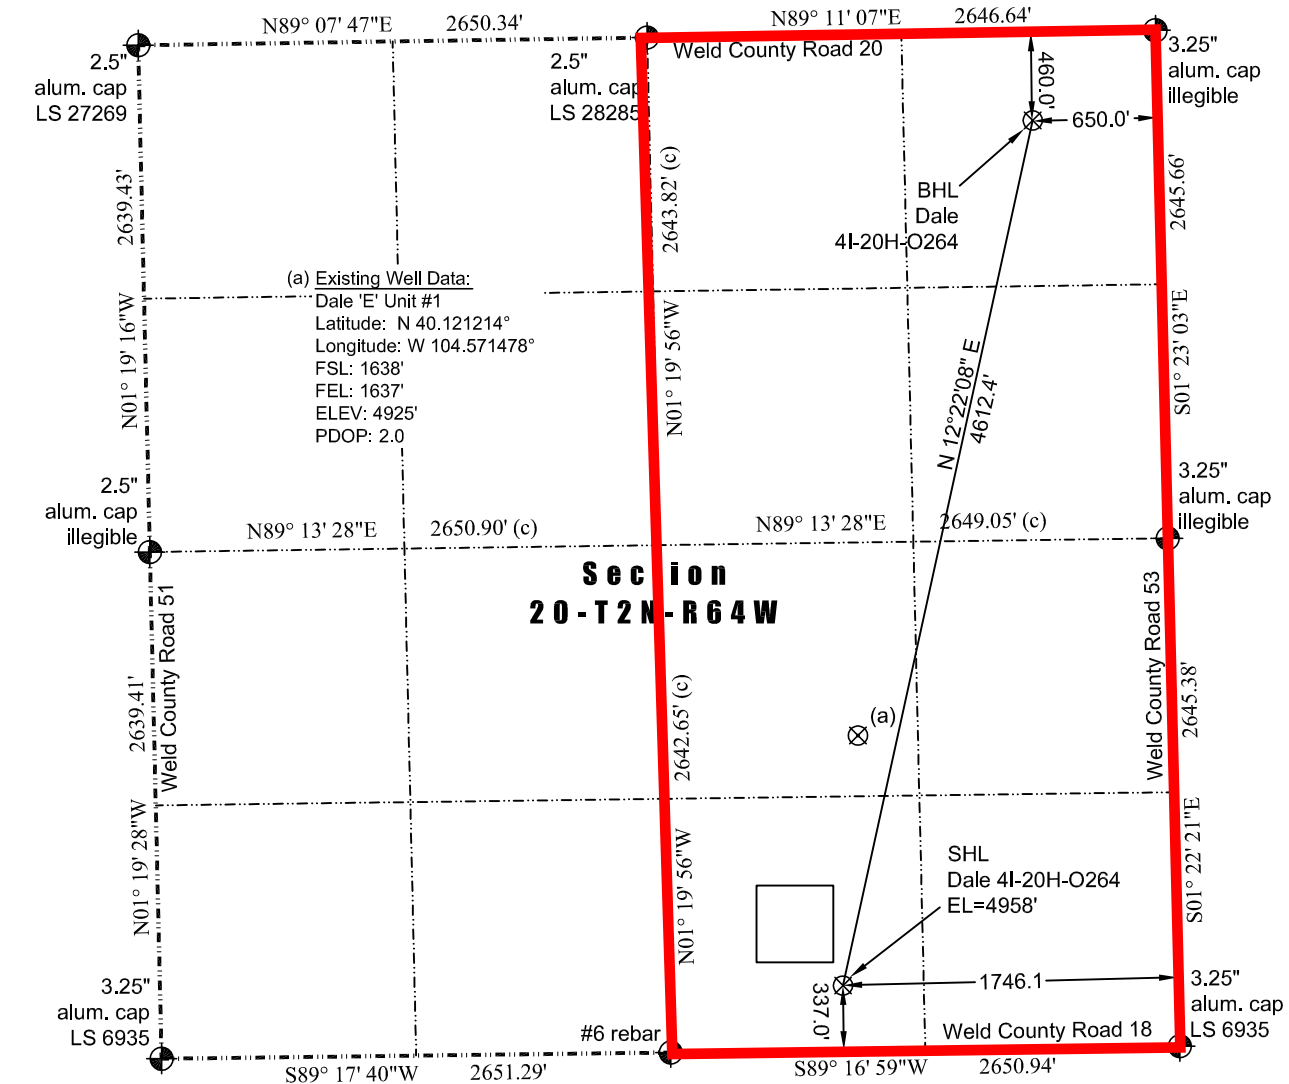 N89° 07' 47"E 2650.34'
N89° 11' 07"E 2646.64'
Weld County Road 20
2.5"
alum. cap
LS 27269
2.5"
alum. cap
LS 28285
3.25"
alum. cap
illegible
460.0'
650.0'
BHL
Dale
4I-20H-O264
2639.43'
N01° 19' 16"W
2643.82' (c)
N01° 19' 56"W
2645.66'
S01° 23' 03"E
(a) Existing Well Data:
Dale 'E' Unit #1
Latitude: N 40.121214°
Longitude: W 104.571478°
FSL: 1638'
FEL: 1637'
ELEV: 4925'
PDOP: 2.0
N 12°22'08" E
4612.4'
2.5"
alum. cap
illegible
3.25"
alum. cap
illegible
N89° 13' 28"E 2650.90' (c)
N89° 13' 28"E 2649.05' (c)
Section
20-T2N-R64W
Weld County Road 51
2639.41'
N01° 19' 28"W
2642.65' (c)
N01° 19' 56"W
Weld County Road 53
2645.38'
S01° 22' 21"E
(a)
SHL
Dale 4I-20H-O264
EL=4958'
1746.1
337.0'
3.25"
alum. cap
LS 6935
#6 rebar
Weld County Road 18
3.25"
alum. cap
LS 6935
S89° 17' 40"W 2651.29'
S89° 16' 59"W 2650.94'